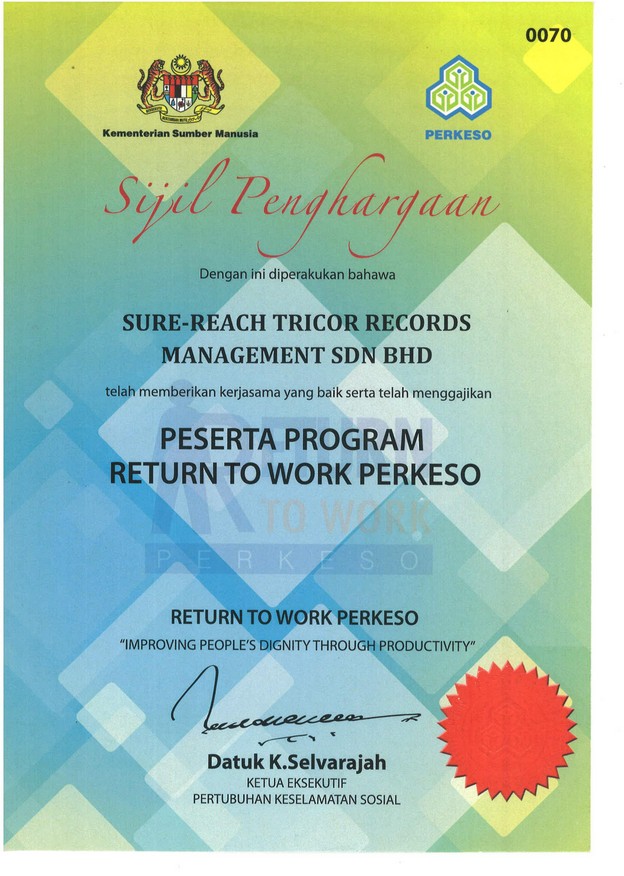 0070
Kementerian Sumber Manusia
PERKESO
Sijil Penghargaan
Dengan ini diperakukan bahawa
SURE-REACH TRICOR RECORDS
MANAGEMENT SDN BHD
telah memberikan kerjasama yang baik serta telah menggajikan
PESERTA PROGRAM
RETURN TO WORK PERKESO
RETURN
TO WORK
PERKESO
RETURN TO WORK PERKESO
“IMPROVING PEOPLE’S DIGNITY THROUGH PRODUCTIVITY”
Datuk K.Selvarajah
KETUA EKSEKUTIF
PERTUBUHAN KESELAMATAN SOSIAL